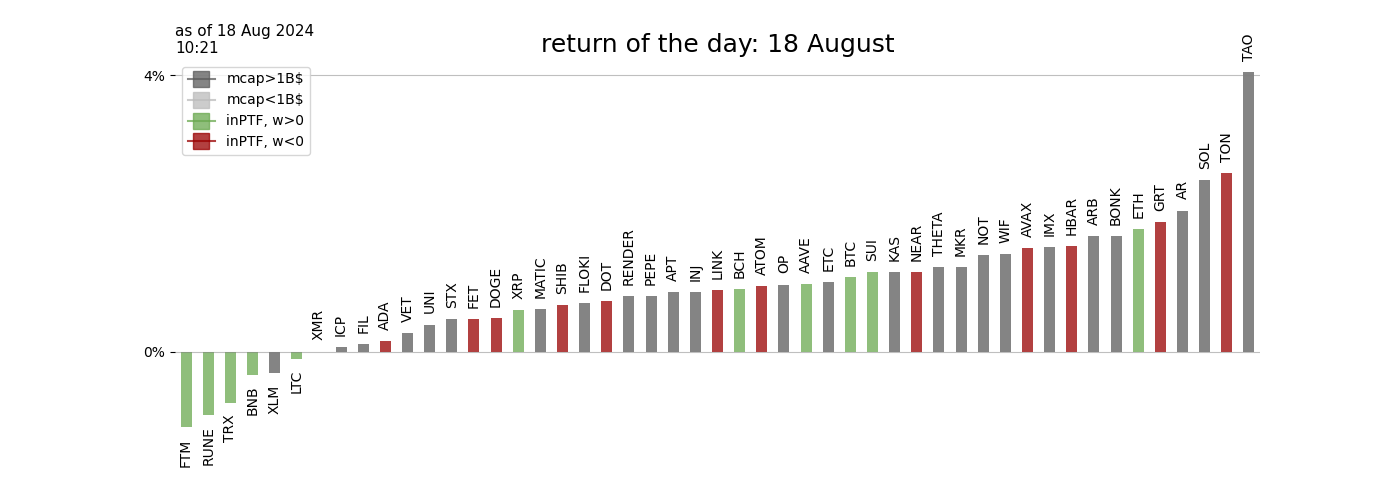 as of 18 Aug 2024
10:21
return of the day: 18 August
4%
mcap>1B$
mcap<1B$
inPTF, w>0
inPTF, w<0
0%
FTM
RUNE
TRX
BNB
XLM
LTC
XMR
ICP
FIL
ADA
VET
UNI
STX
FET
DOGE
XRP
MATIC
SHIB
FLOKI
DOT
RENDER
PEPE
APT
INJ
LINK
BCH
ATOM
OP
AAVE
ETC
BTC
SUI
KAS
NEAR
THETA
MKR
NOT
WIF
AVAX
IMX
HBAR
ARB
BONK
ETH
GRT
AR
SOL
TON
TAO